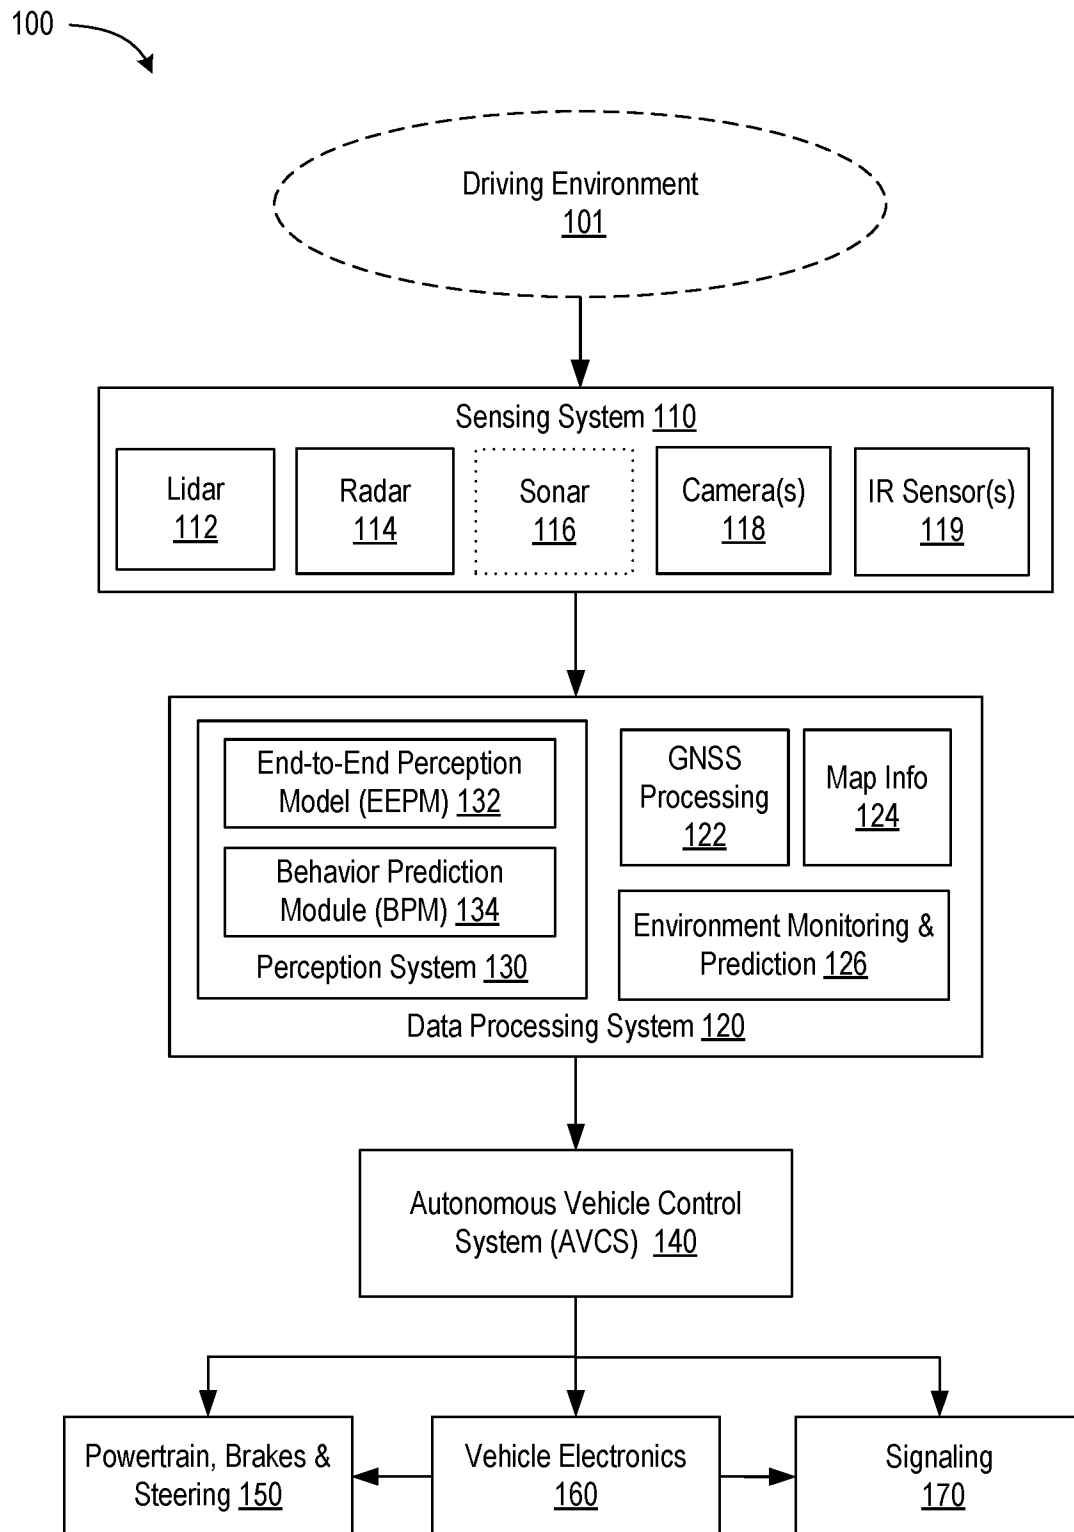 100
Driving Environment
101
Sensing System 110
Lidar
112
Radar
114
Sonar
116
Camera(s)
118
IR Sensor(s)
119
End-to-End Perception
Model (EEPM) 132
Behavior Prediction
Module (BPM) 134
Perception System 130
GNSS
Processing
122
Map Info
124
Environment Monitoring &
Prediction 126
Data Processing System 120
Autonomous Vehicle Control
System (AVCS) 140
Powertrain, Brakes &
Steering 150
Vehicle Electronics
160
Signaling
170